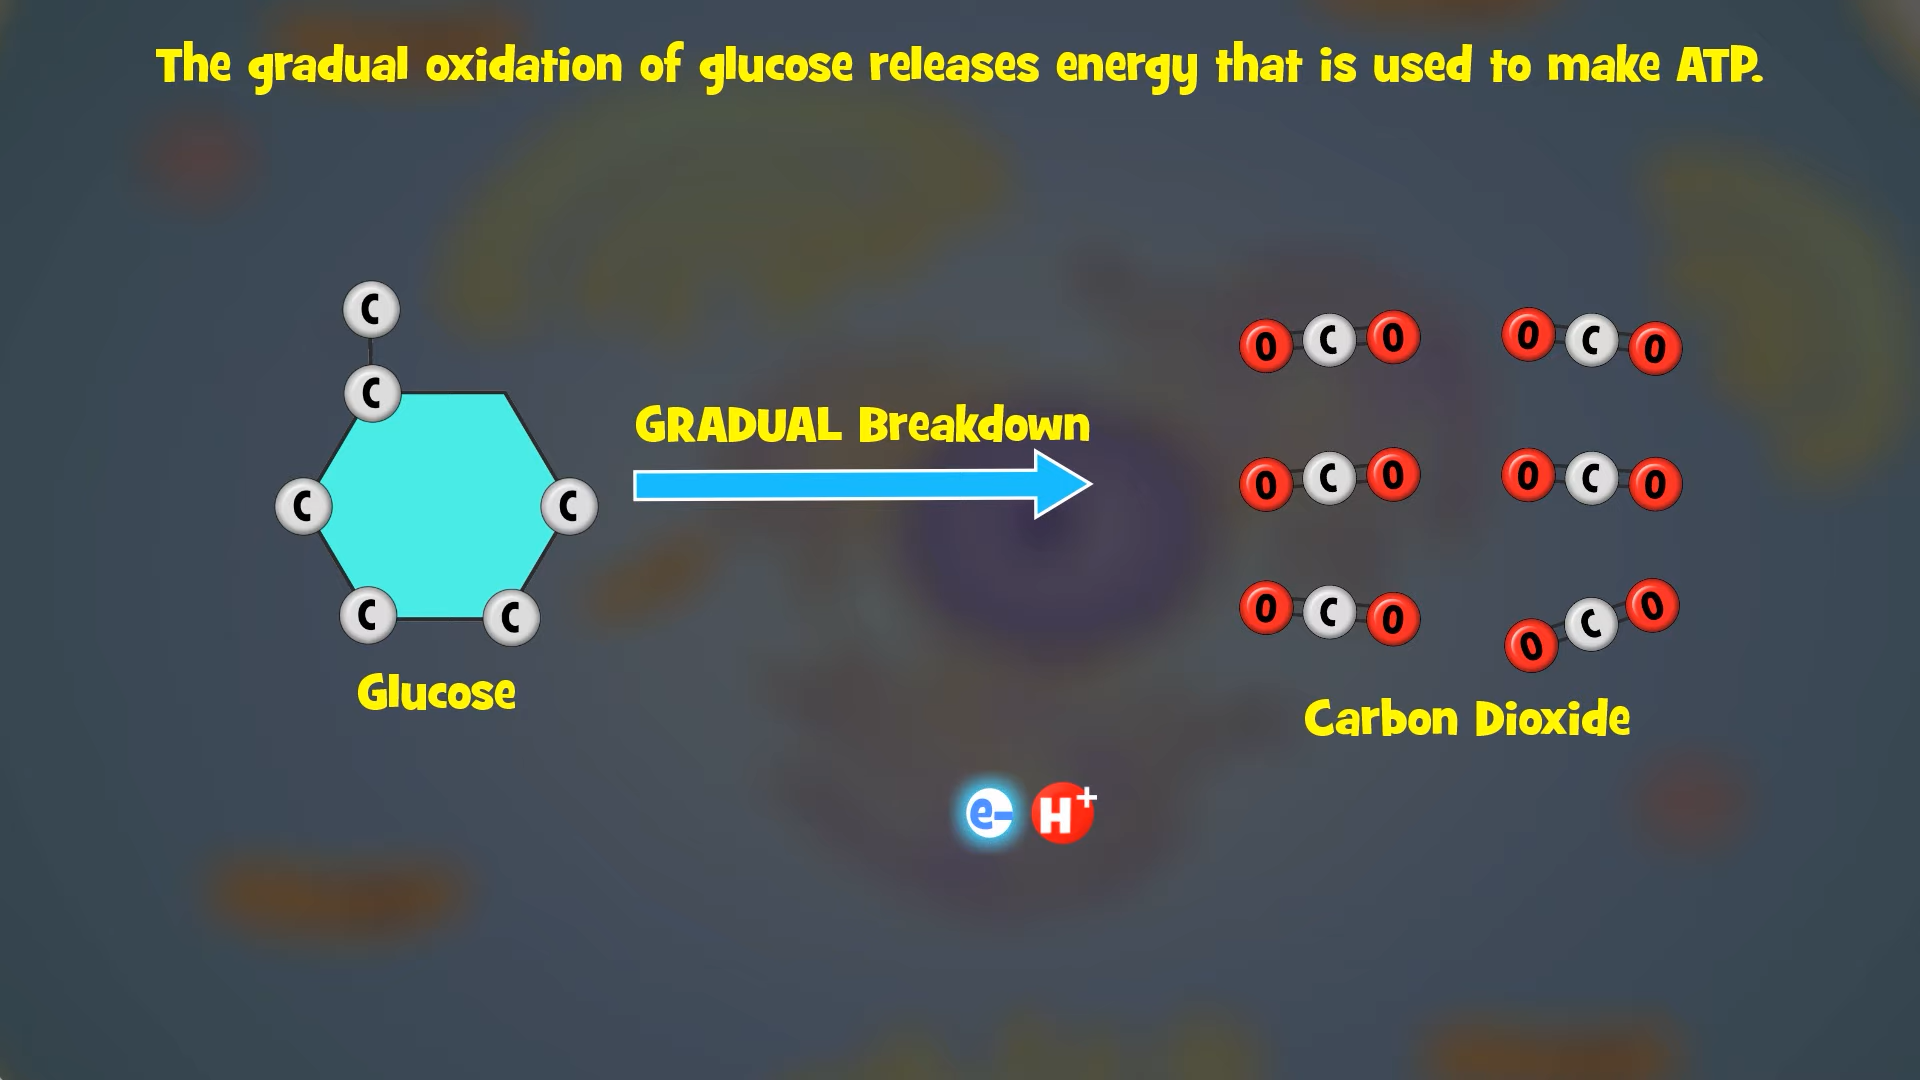 The gradual oxidation of glucose releases energy that is used to make ATP.
C
C
C
C
C
C
Glucose
GRADUAL Breakdown
O C O
O C O
O C O
O C O
O C O
O C O
Carbon Dioxide
e- H+